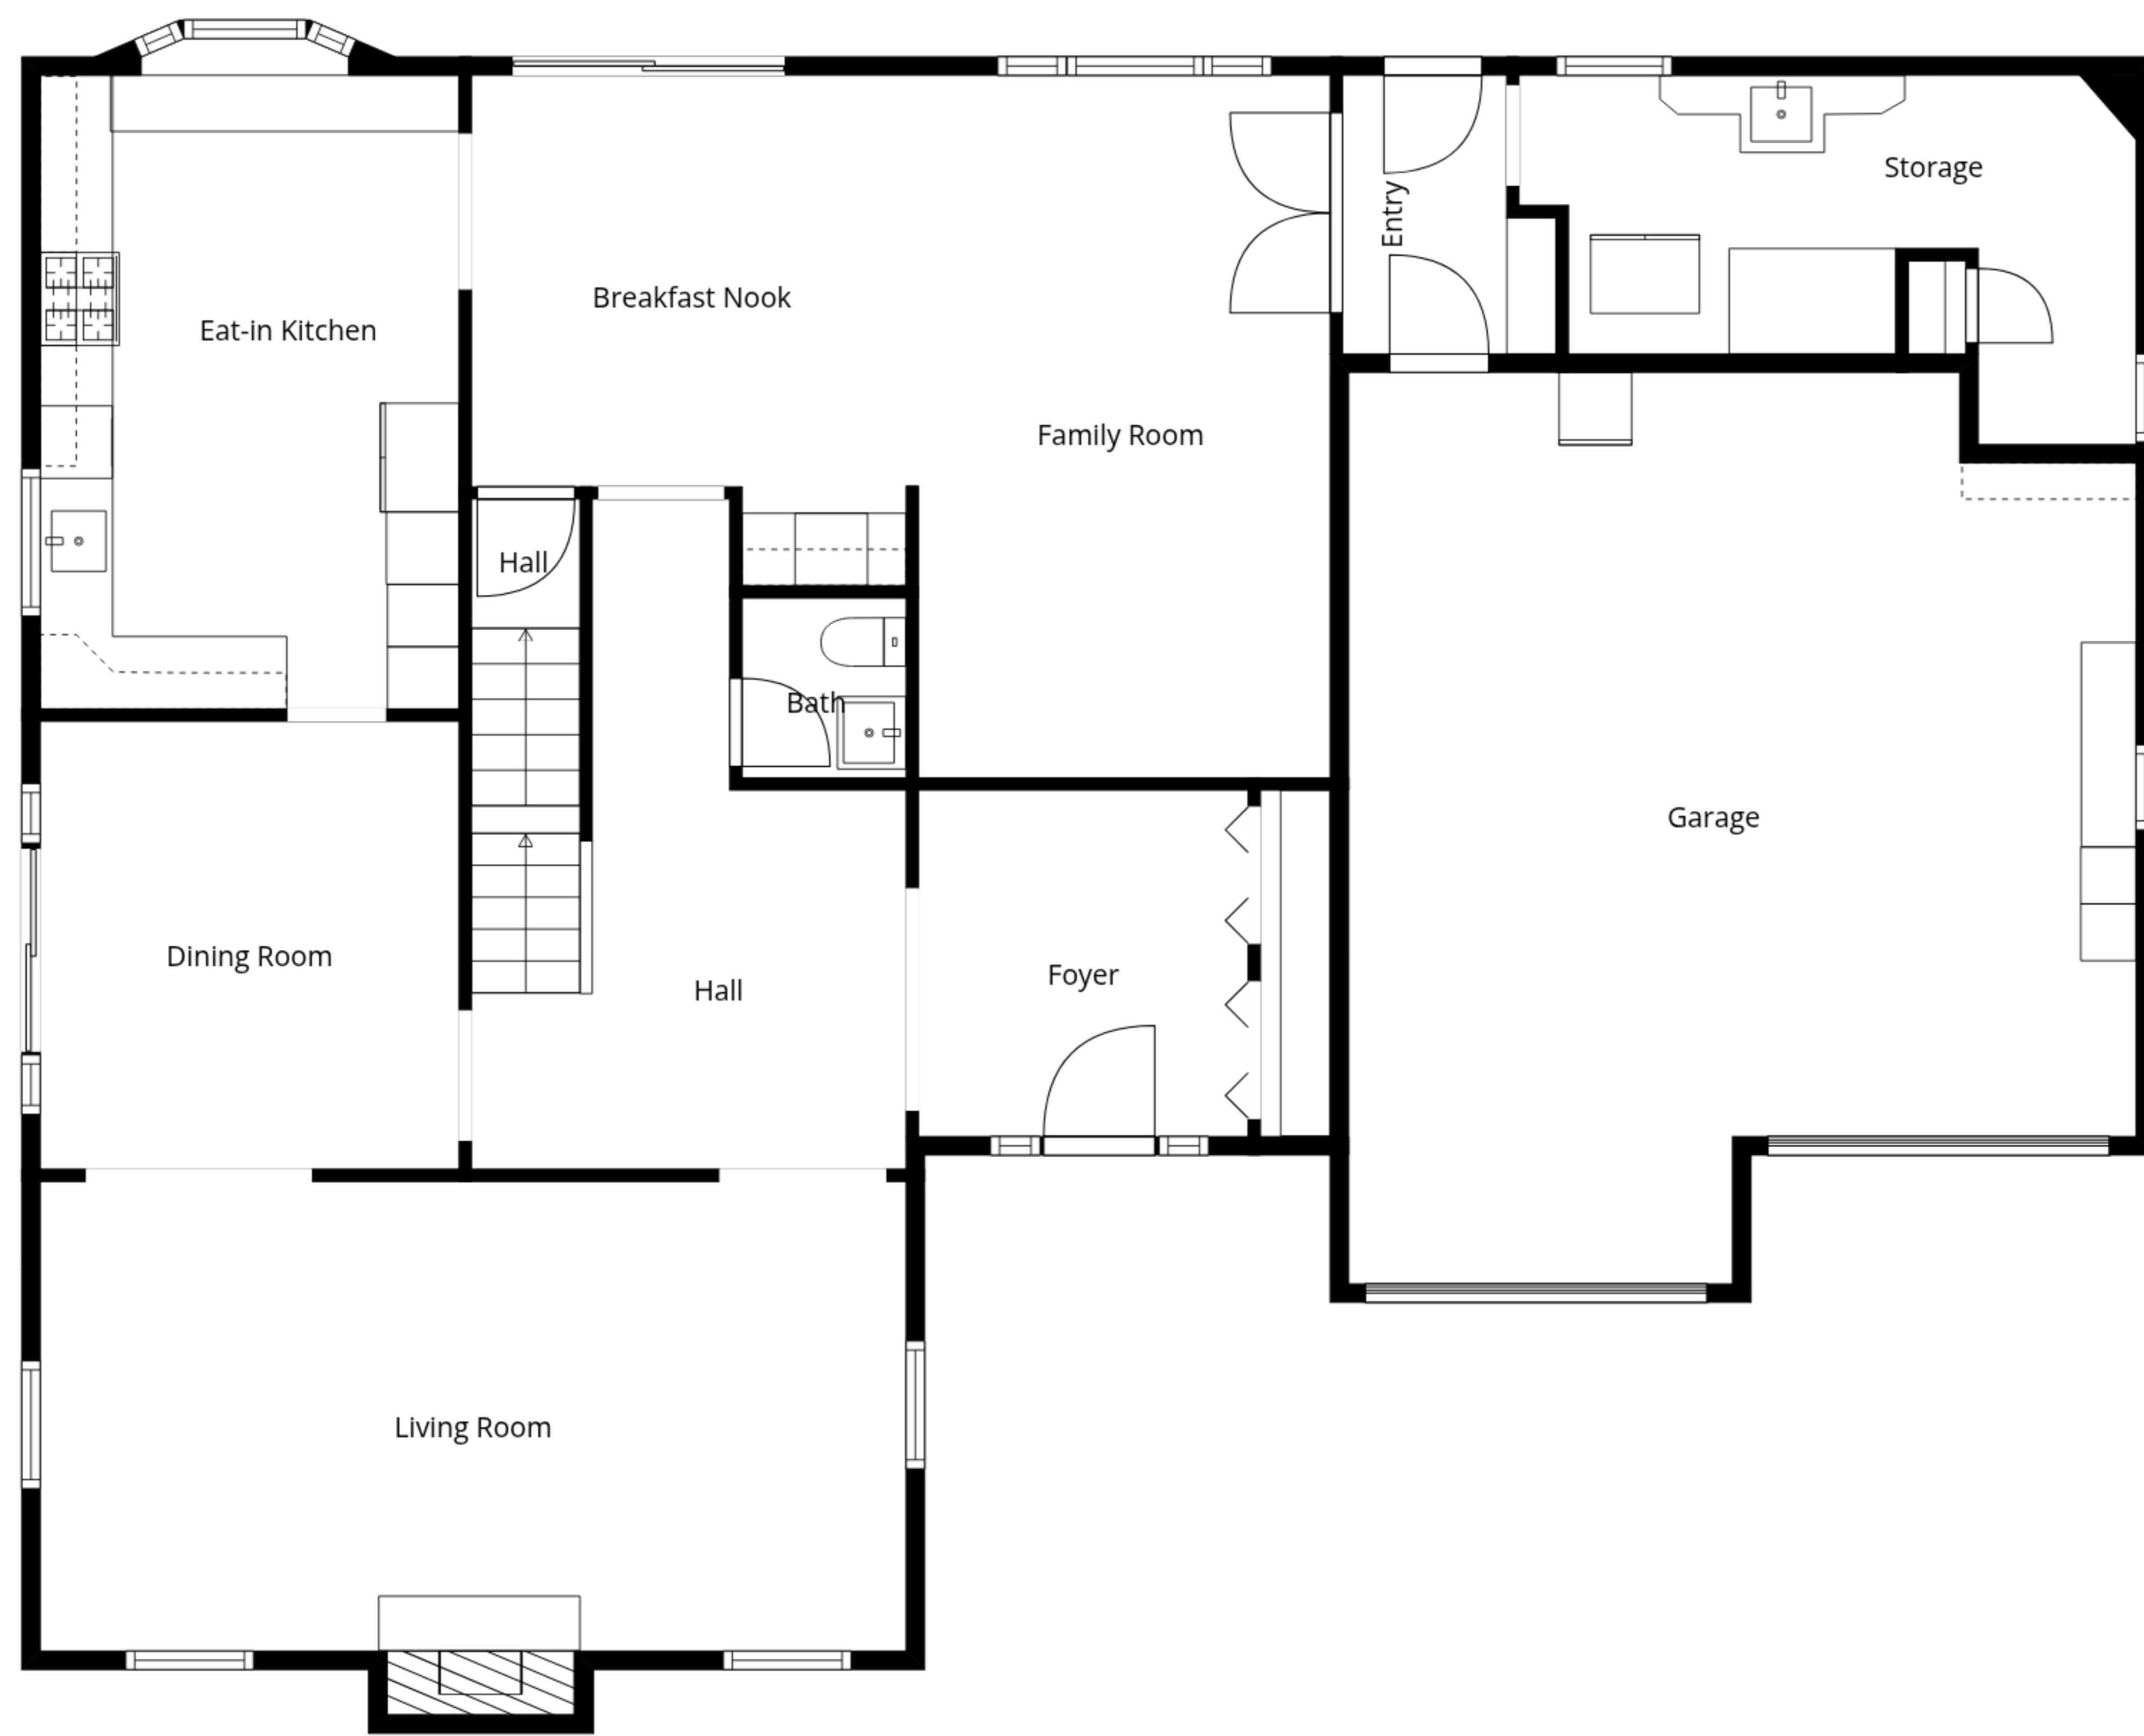 Storage
Entry
Breakfast Nook
Eat-in Kitchen
Family Room
Hall
Bath
Garage
Dining Room
Foyer
Hall
Living Room